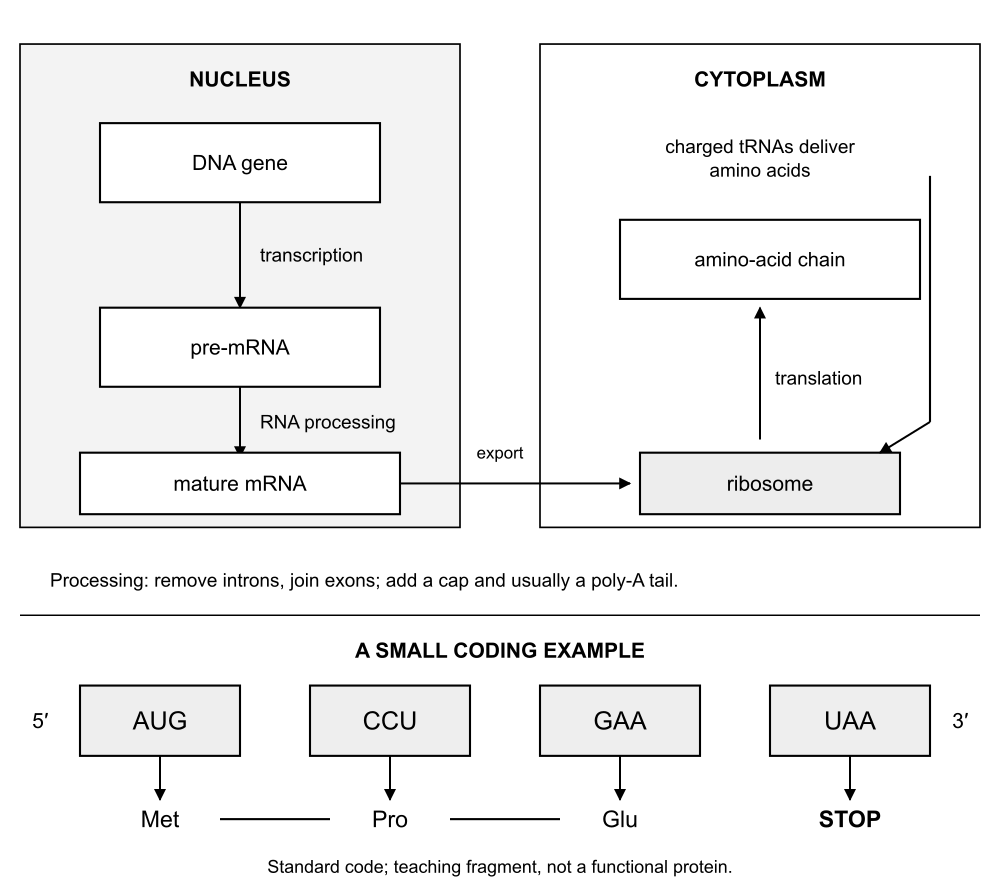 NUCLEUS
DNA gene
transcription
pre-mRNA
RNA processing
mature mRNA
export
CYTOPLASM
charged tRNAs deliver
amino acids
amino-acid chain
translation
ribosome
Processing: remove introns, join exons; add a cap and usually a poly-A tail.
A SMALL CODING EXAMPLE
5′ AUG CCU GAA UAA 3′
Met Pro Glu STOP
Standard code; teaching fragment, not a functional protein.